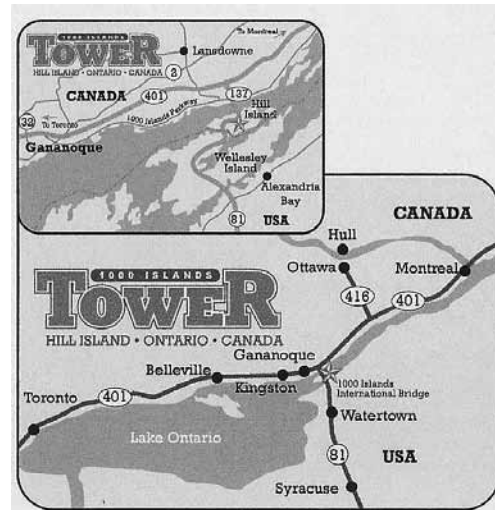 1000 ISLANDS
TOWER
HILL ISLAND • ONTARIO • CANADA
To Montreal
Lansdowne
2
CANADA
401
137
1000 Islands Parkway
Hill
Island
32
To Toronto
Gananoque
Wellesley
Island
Alexandria
Bay
81
USA
CANADA
Hull
Ottawa
Montreal
416
401
1000 ISLANDS
TOWER
HILL ISLAND • ONTARIO • CANADA
Gananoque
Belleville
Kingston
1000 Islands
International Bridge
Toronto
401
Watertown
Lake Ontario
81
USA
Syracuse